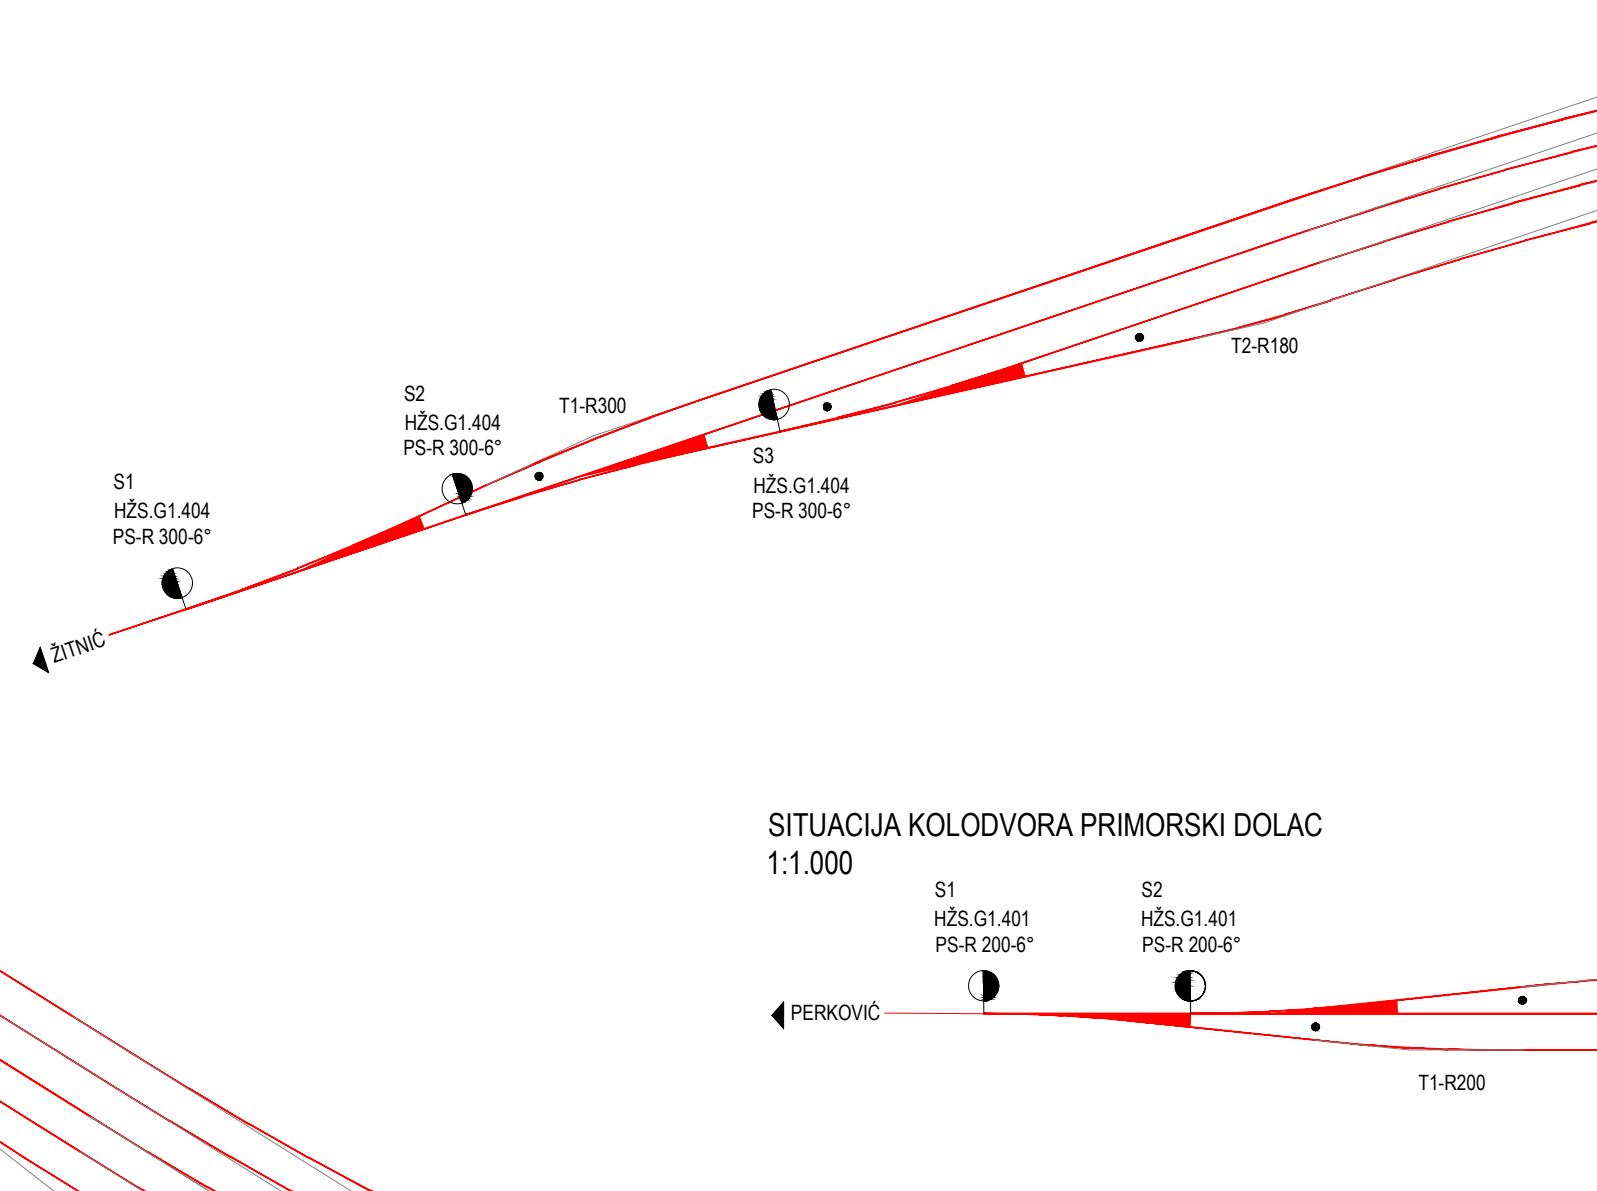 S2
HŽS.G1.404
PS-R 300-6°
T1-R300
T2-R180
S1
HŽS.G1.404
PS-R 300-6°
S3
HŽS.G1.404
PS-R 300-6°
ŽITNIĆ
SITUACIJA KOLODVORA PRIMORSKI DOLAC
1:1.000
S1
HŽS.G1.401
PS-R 200-6°
S2
HŽS.G1.401
PS-R 200-6°
PERKOVIĆ
T1-R200